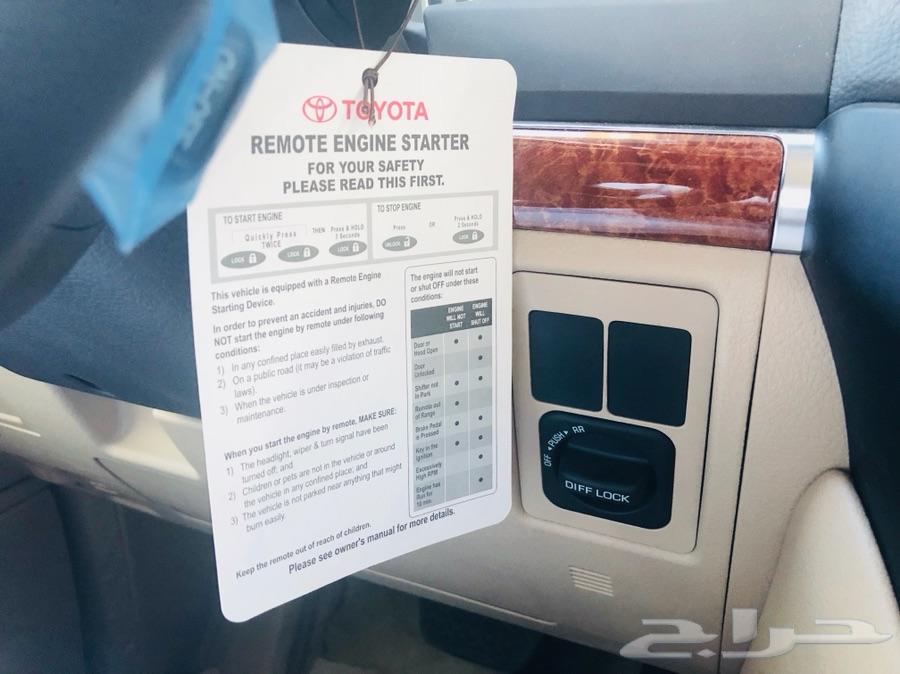 TOYOTA
REMOTE ENGINE STARTER
FOR YOUR SAFETY
PLEASE READ THIS FIRST.
TO START ENGINE
Quickly Press
TWICE
THEN
Press & HOLD
3 Seconds
LOCK
LOCK
LOCK
TO STOP ENGINE
Press
OR
Press & HOLD
2 Seconds
UNLOCK
LOCK
This vehicle is equipped with a Remote Engine
Starting Device.
In order to prevent an accident and injuries, DO
NOT start the engine by remote under following
conditions:
1) In any confined place easily filled by exhaust.
2) On a public road (it may be a violation of traffic
laws).
3) When the vehicle is under inspection or
maintenance.
When you start the engine by remote, MAKE SURE:
1) The headlight, wiper & turn signal have been
turned off; and
2) Children or pets are not in the vehicle or around
the vehicle in any confined place; and
3) The vehicle is not parked near anything that might
burn easily.
The engine will not start
or shut OFF under these
conditions:
ENGINE
WILL NOT
START
ENGINE
WILL
SHUT OFF
Door or
Hood Open
Door
Unlocked
Shifter not
in Park
Remote out
of Range
Brake Pedal
is Pressed
Key in the
Ignition
Excessively
High RPM
Engine has
Run for
10 min.
Keep the remote out of reach of children.
Please see owner's manual for more details.
OFF ◄PUSH► RR
DIFF LOCK
حراج